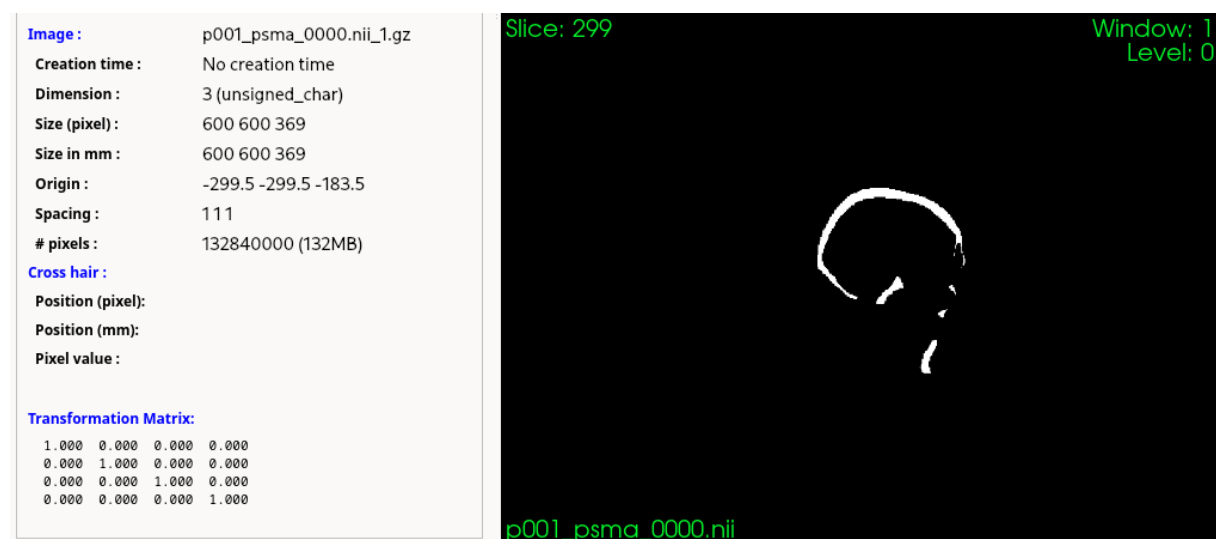 Image : p001_psma_0000.nii_1.gz
Creation time : No creation time
Dimension : 3 (unsigned_char)
Size (pixel) : 600 600 369
Size in mm : 600 600 369
Origin : -299.5 -299.5 -183.5
Spacing : 1 1 1
# pixels : 132840000 (132MB)
Cross hair :
Position (pixel):
Position (mm):
Pixel value :
Transformation Matrix:
1.000 0.000 0.000 0.000
0.000 1.000 0.000 0.000
0.000 0.000 1.000 0.000
0.000 0.000 0.000 1.000
Slice: 299
Window: 1
Level: 0
p001_psma_0000.nii